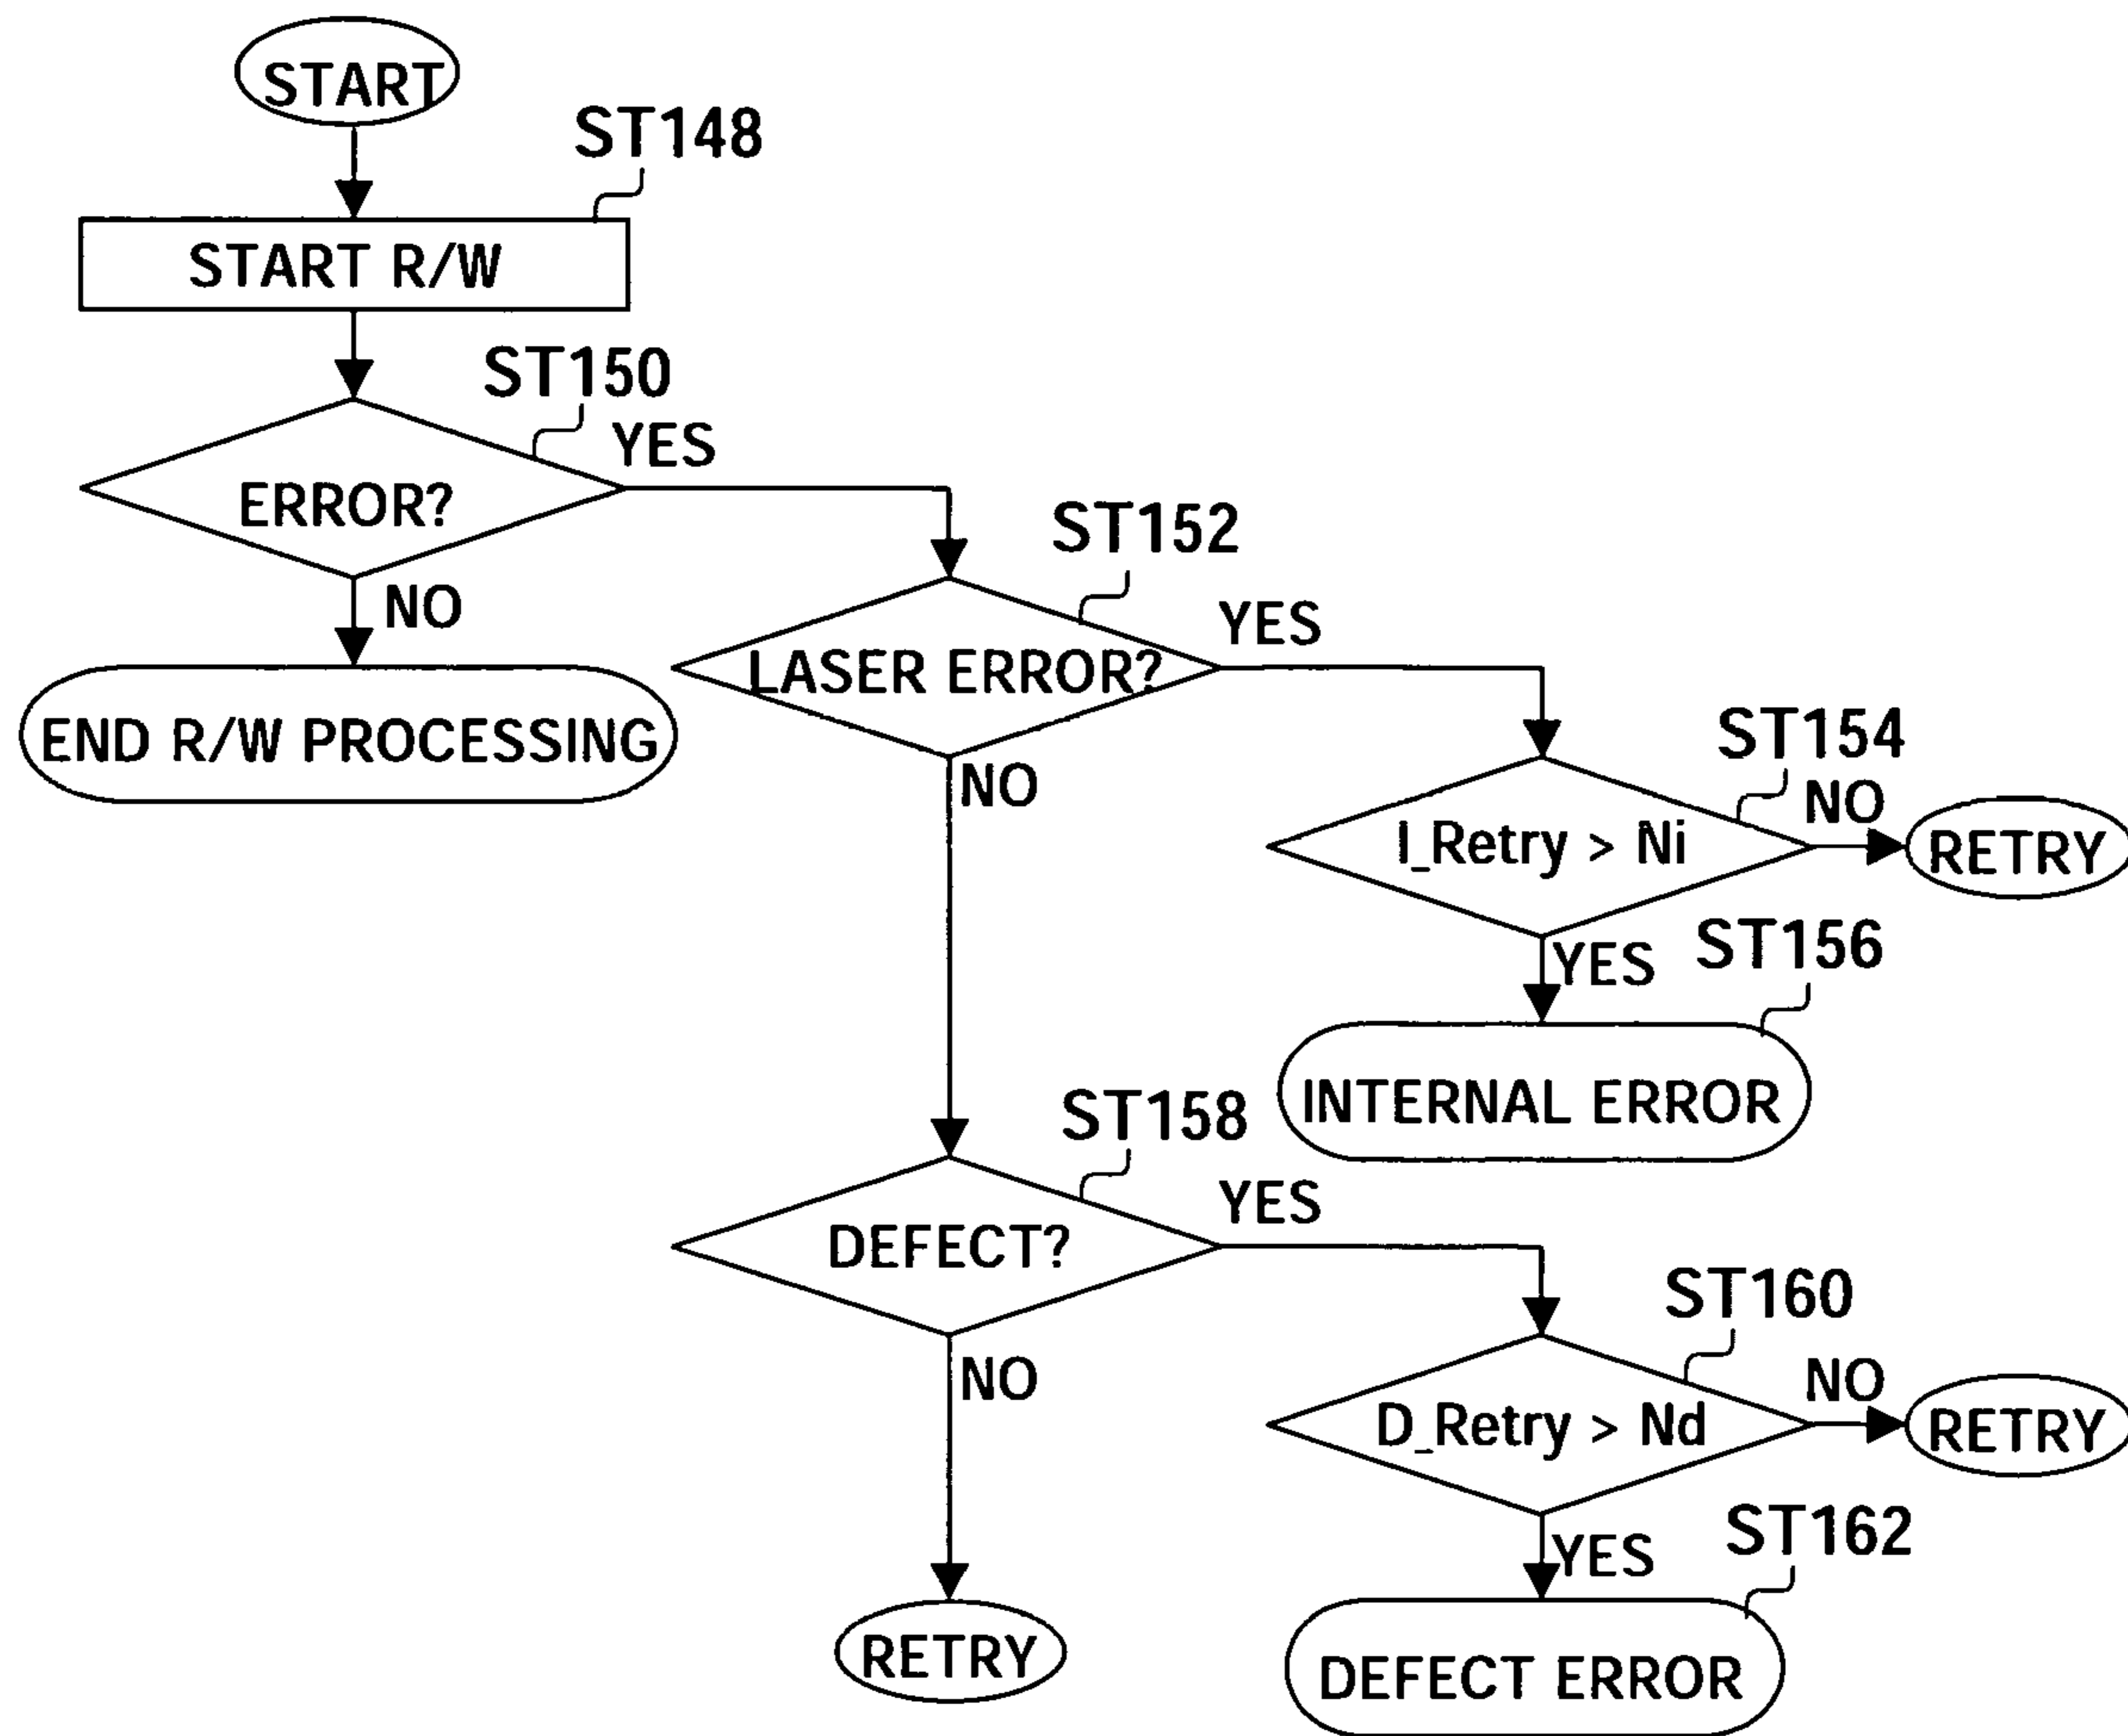 START
ST148
START R/W
ST150
YES
ERROR?
ST152
NO
YES
LASER ERROR?
END R/W PROCESSING
ST154
NO
NO
I_Retry > Ni
RETRY
YES
ST156
INTERNAL ERROR
ST158
YES
DEFECT?
ST160
NO
NO
D_Retry > Nd
RETRY
YES
ST162
RETRY
DEFECT ERROR